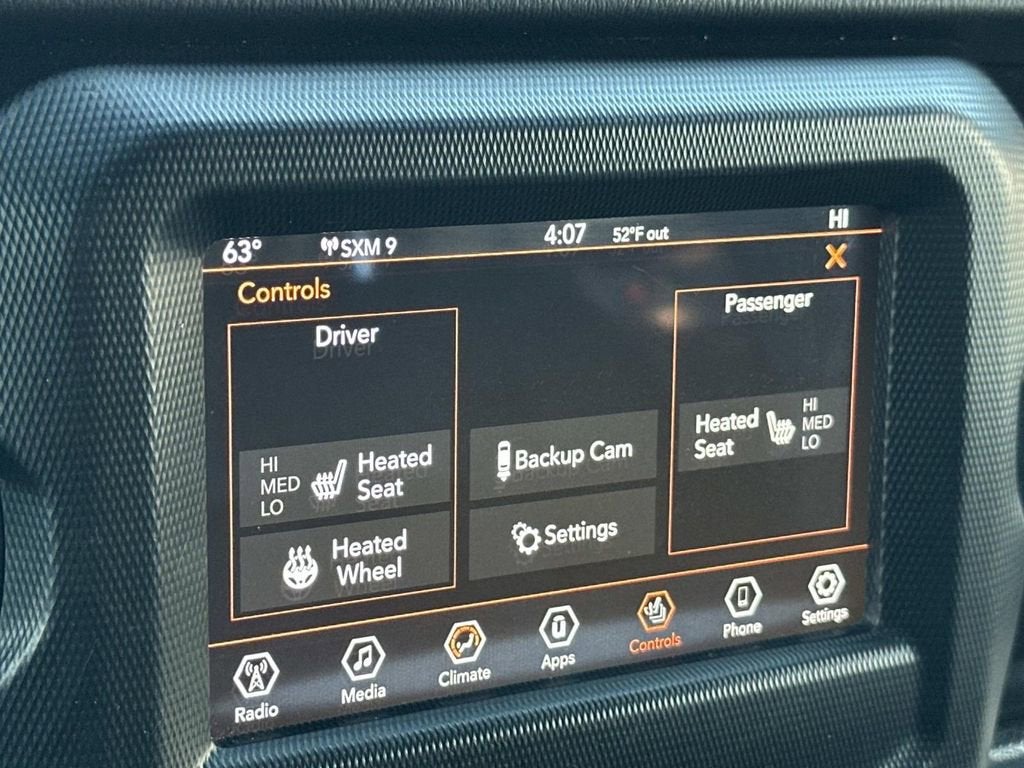 63° SXM 9 4:07 52°F out HI
X
Controls
Driver
Passenger
HI
MED
LO
Heated
Seat
Heated
Wheel
Backup Cam
Settings
Heated
Seat
HI
MED
LO
Radio Media Climate Apps Controls Phone Settings